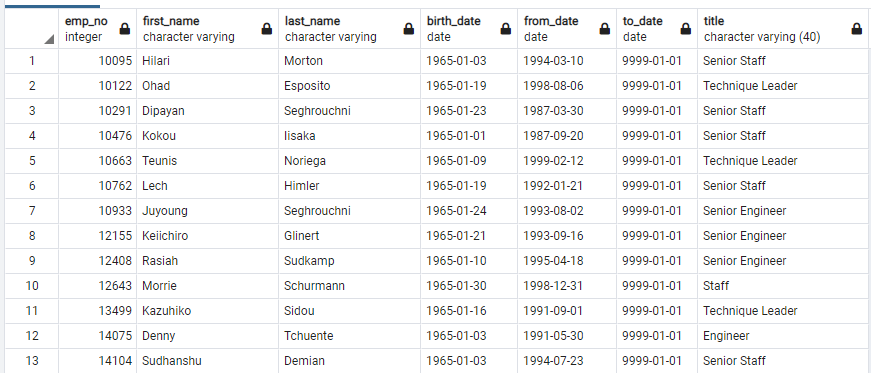 emp_no first_name last_name birth_date from_date to_date title
integer character varying character varying date date date character varying (40)
1 10095 Hilari Morton 1965-01-03 1994-03-10 9999-01-01 Senior Staff
2 10122 Ohad Esposito 1965-01-19 1998-08-06 9999-01-01 Technique Leader
3 10291 Dipayan Seghrouchni 1965-01-23 1987-03-30 9999-01-01 Senior Staff
4 10476 Kokou Iisaka 1965-01-01 1987-09-20 9999-01-01 Senior Staff
5 10663 Teunis Noriega 1965-01-09 1999-02-12 9999-01-01 Technique Leader
6 10762 Lech Himler 1965-01-19 1992-01-21 9999-01-01 Senior Staff
7 10933 Juyoung Seghrouchni 1965-01-24 1993-08-02 9999-01-01 Senior Engineer
8 12155 Keiichiro Glinert 1965-01-21 1993-09-16 9999-01-01 Senior Engineer
9 12408 Rasiah Sudkamp 1965-01-10 1995-04-18 9999-01-01 Senior Engineer
10 12643 Morrie Schurmann 1965-01-30 1998-12-31 9999-01-01 Staff
11 13499 Kazuhiko Sidou 1965-01-16 1991-09-01 9999-01-01 Technique Leader
12 14075 Denny Tchuente 1965-01-03 1991-05-30 9999-01-01 Engineer
13 14104 Sudhanshu Demian 1965-01-03 1994-07-23 9999-01-01 Senior Staff